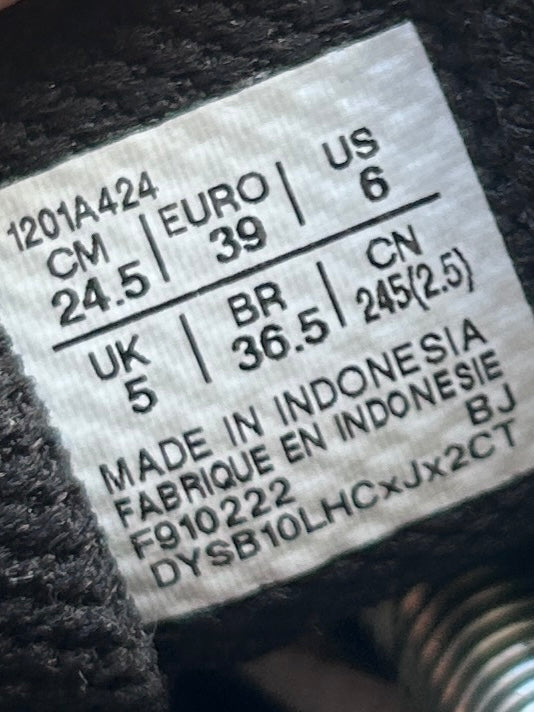 1201A424
CM | EURO | US
24.5 | 39 | 6
UK | BR | CN
5 | 36.5 | 245(2.5)
MADE IN INDONESIA
FABRIQUE EN INDONESIE
F910222 BJ
DYSB10LHCxJx2CT